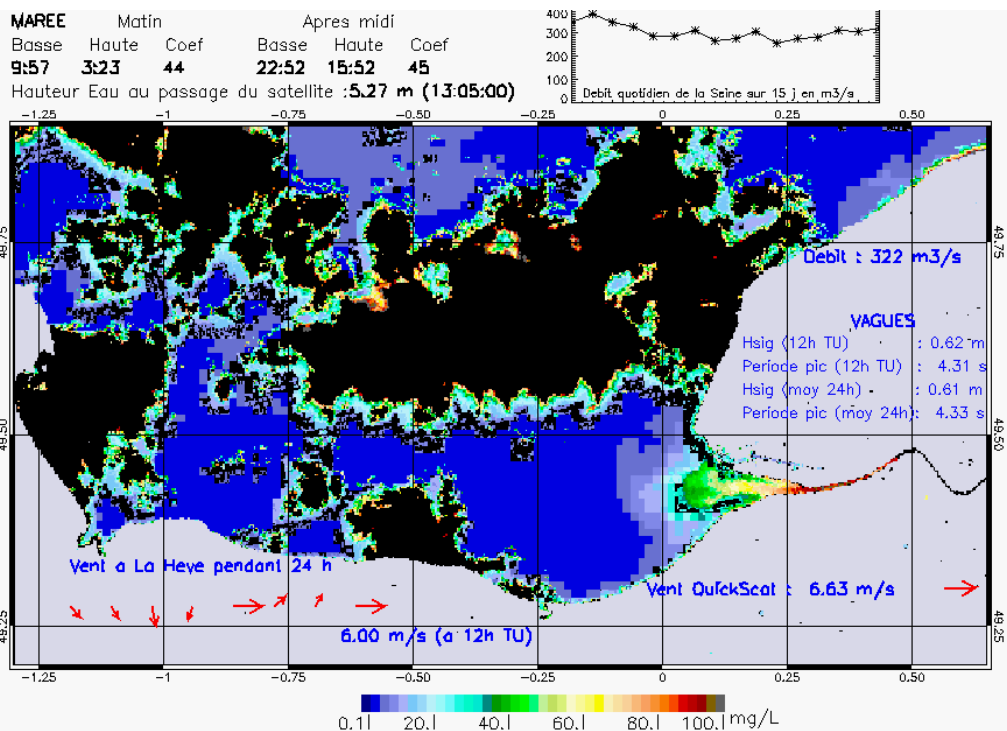 MAREE Matin Apres midi
Basse Haute Coef Basse Haute Coef
9:57 3:23 44 22:52 15:52 45
Hauteur Eau au passage du satellite :5.27 m (13:05:00)
400
300
200
100
0
Debit quotidien de la Seine sur 15 j en m3/s
-1.25 -1 -0.75 -0.50 -0.25 0 0.25 0.50
49.75 49.75
Debit : 322 m3/s
VAGUES
Hsig (12h TU) : 0.62 m
Periode pic (12h TU) : 4.31 s
Hsig (moy 24h) : 0.61 m
Periode pic (moy 24h): 4.33 s
49.50 49.50
Vent a La Heve pendant 24 h
Vent QuickScat : 6.63 m/s
49.25 49.25
6.00 m/s (a 12h TU)
-1.25 -1 -0.75 -0.50 -0.25 0 0.25 0.50
0.1 20.1 40.1 60.1 80.1 100.1 mg/L